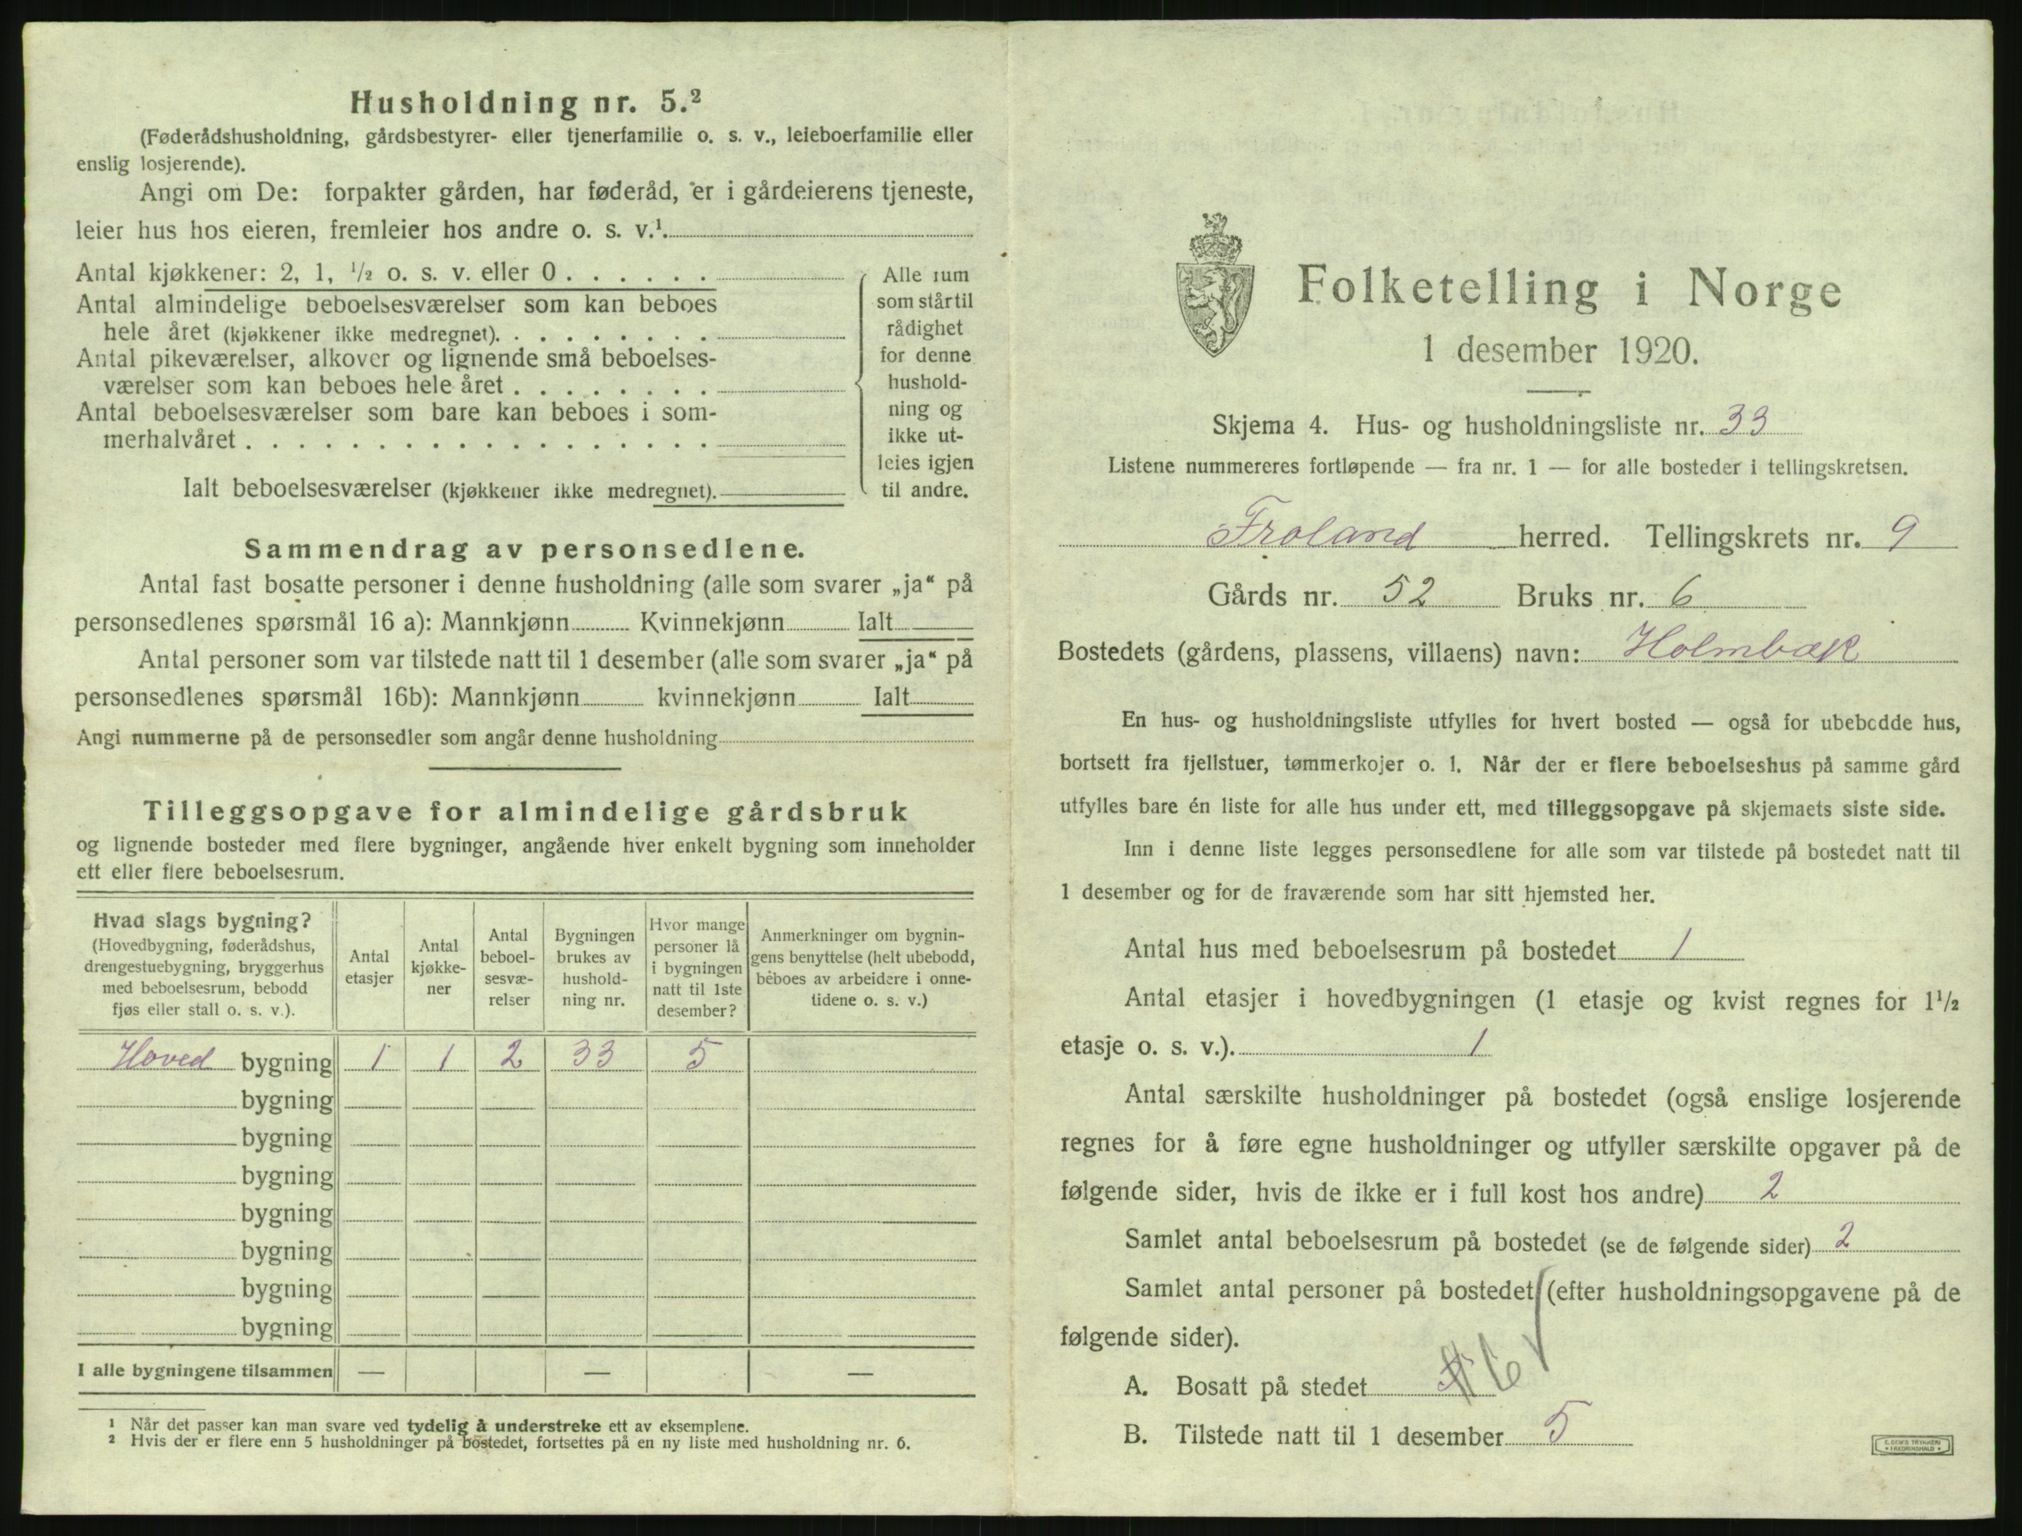 Husholdning nr. 5.²
(Føderådshusholdning, gårdsbestyrer- eller tjenerfamilie o. s. v., leieboerfamilie eller
enslig losjerende).
Angi om De: forpakter gården, har føderåd, er i gårdeierens tjeneste,
leier hus hos eieren, fremleier hos andre o. s. v.¹.
Antal kjøkkener: 2, 1, ½ o. s. v. eller 0 . . . . . .
Antal almindelige beboelsesværelser som kan beboes
hele året (kjøkkener ikke medregnet). . . . . . . . .
Antal pikeværelser, alkover og lignende små beboelses-
værelser som kan beboes hele året . . . . . . . .
Antal beboelsesværelser som bare kan beboes i som-
merhalvåret . . . . . . . . . . . . . . . . . .
Ialt beboelsesværelser (kjøkkener ikke medregnet).
Alle rum
som står til
rådighet
for denne
hushold-
ning og
ikke ut-
leies igjen
til andre.
Sammendrag av personsedlene.
Antal fast bosatte personer i denne husholdning (alle som svarer „ja“ på
personsedlenes spørsmål 16 a): Mannkjønn Kvinnekjønn Ialt
Antal personer som var tilstede natt til 1 desember (alle som svarer „ja“ på
personsedlenes spørsmål 16b): Mannkjønn kvinnekjønn Ialt
Angi nummerne på de personsedler som angår denne husholdning
Tilleggsopgave for almindelige gårdsbruk
og lignende bosteder med flere bygninger, angående hver enkelt bygning som inneholder
ett eller flere beboelsesrum.
Hvad slags bygning?
(Hovedbygning, føderådshus,
drengestuebygning, bryggerhus
med beboelsesrum, bebodd
fjøs eller stall o. s. v.).
Antal
etasjer
Antal
kjøkke-
ner
Antal
beboel-
sesvæ-
relser
Bygningen
brukes av
hushold-
ning nr.
Hvor mange
personer lå
i bygningen
natt til 1ste
desember?
Anmerkninger om bygnin-
gens benyttelse (helt ubebodd,
beboes av arbeidere i onne-
tidene o. s. v.)
Hoved bygning 1 1 2 33 5
bygning
bygning
bygning
bygning
bygning
bygning
bygning
I alle bygningene tilsammen — — —
¹ Når det passer kan man svare ved tydelig å understreke ett av eksemplene.
² Hvis der er flere enn 5 husholdninger på bostedet, fortsettes på en ny liste med husholdning nr. 6.
Folketelling i Norge
1 desember 1920.
Skjema 4. Hus- og husholdningsliste nr. 33
Listene nummereres fortløpende — fra nr. 1 — for alle bosteder i tellingskretsen.
Froland herred. Tellingskrets nr. 9
Gårds nr. 52 Bruks nr. 6
Bostedets (gårdens, plassens, villaens) navn: Holmbæk
En hus- og husholdningsliste utfylles for hvert bosted — også for ubebodde hus,
bortsett fra fjellstuer, tømmerkojer o. l. Når der er flere beboelseshus på samme gård
utfylles bare én liste for alle hus under ett, med tilleggsopgave på skjemaets siste side.
Inn i denne liste legges personsedlene for alle som var tilstede på bostedet natt til
1 desember og for de fraværende som har sitt hjemsted her.
Antal hus med beboelsesrum på bostedet 1
Antal etasjer i hovedbygningen (1 etasje og kvist regnes for 1½
etasje o. s. v.). 1
Antal særskilte husholdninger på bostedet (også enslige losjerende
regnes for å føre egne husholdninger og utfyller særskilte opgaver på de
følgende sider, hvis de ikke er i full kost hos andre) 2
Samlet antal beboelsesrum på bostedet (se de følgende sider) 2
Samlet antal personer på bostedet (efter husholdningsopgavene på de
følgende sider).
A. Bosatt på stedet 6
B. Tilstede natt til 1 desember 5